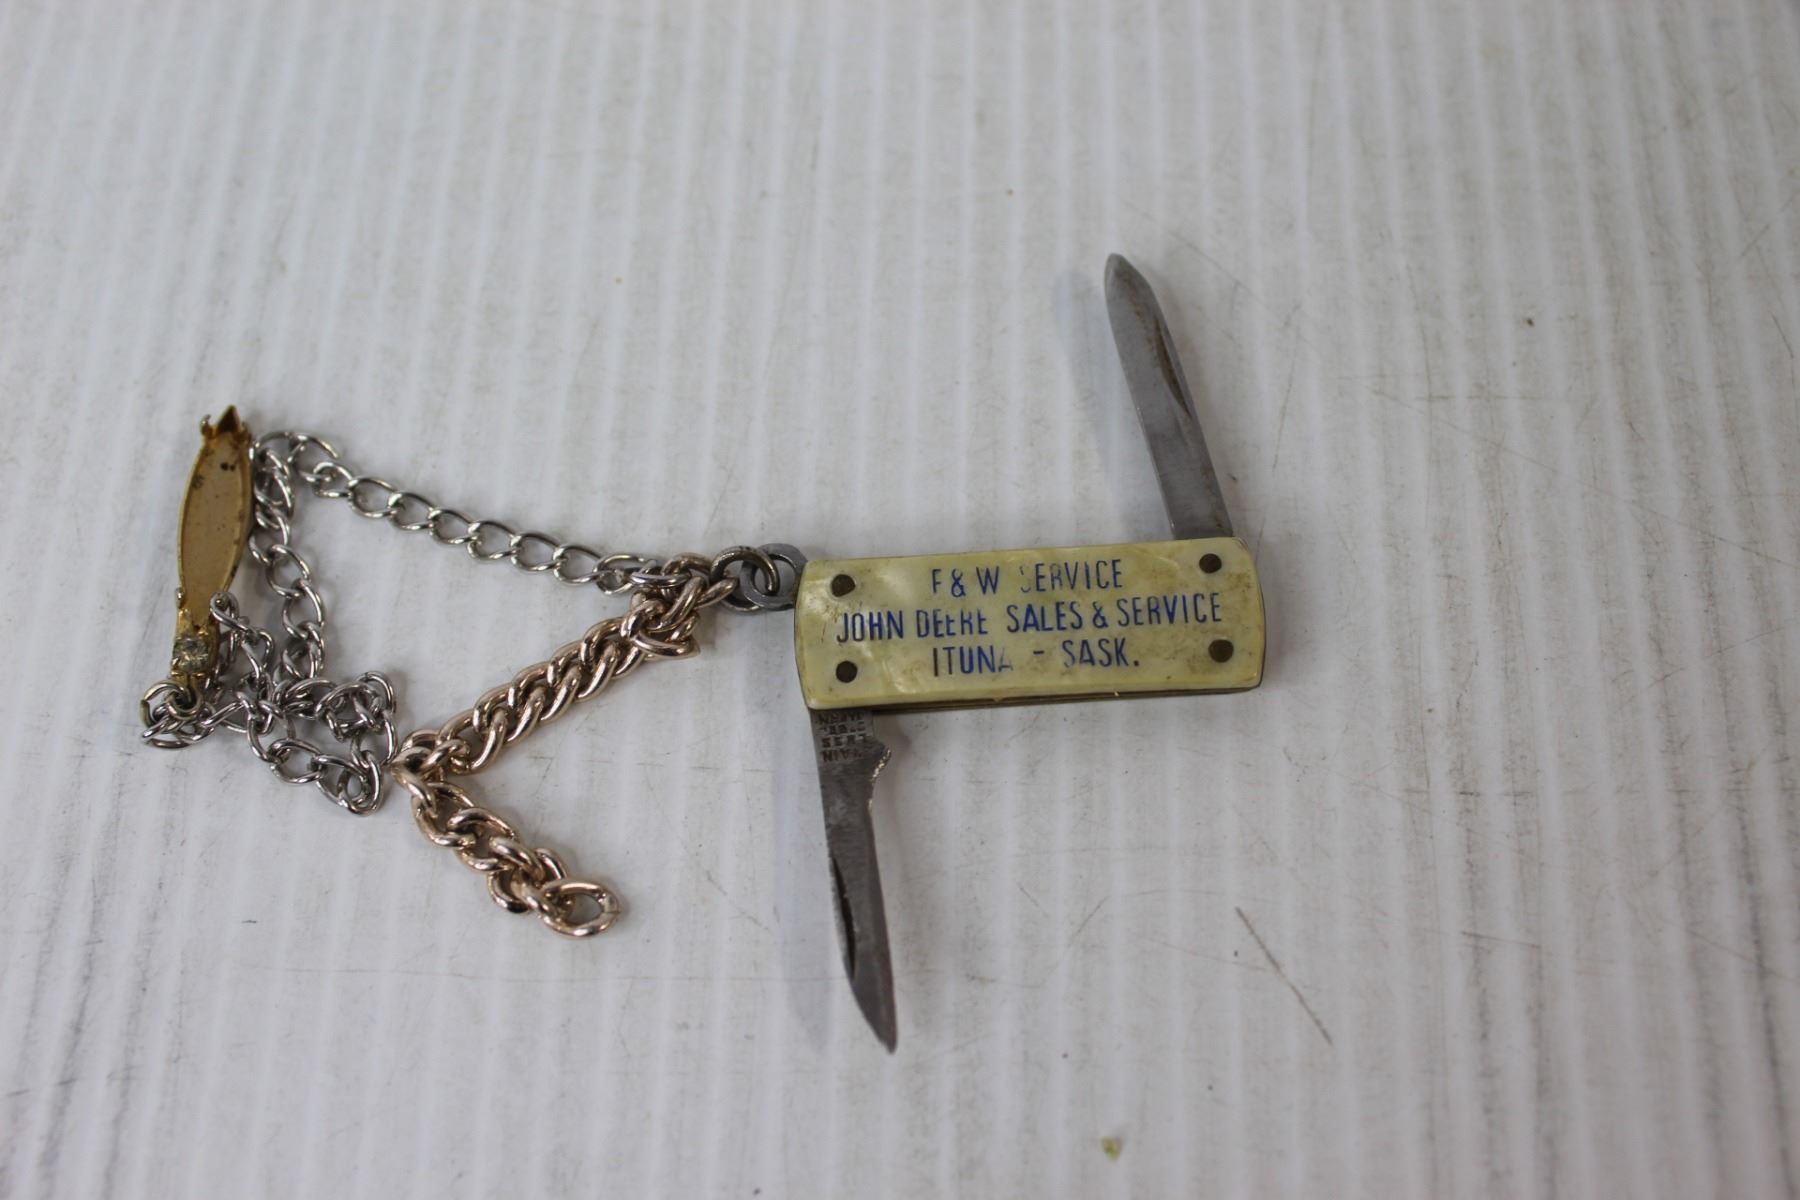 F & W SERVICE
JOHN DEERE SALES & SERVICE
ITUNA - SASK.